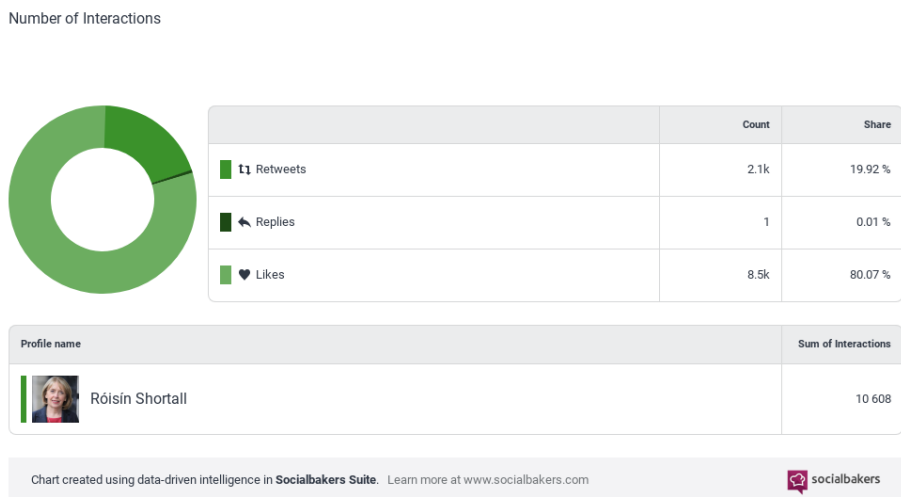 Number of Interactions
Count Share
Retweets 2.1k 19.92 %
Replies 1 0.01 %
Likes 8.5k 80.07 %
Profile name Sum of Interactions
Róisín Shortall 10 608
Chart created using data-driven intelligence in Socialbakers Suite. Learn more at www.socialbakers.com socialbakers